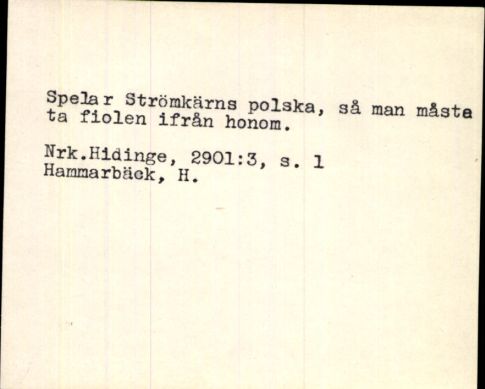 Spelar Strömkärns polska, så man måste
ta fiolen ifrån honom.
Nrk.Hidinge, 2901:3, s. 1
Hammarbäck, H.